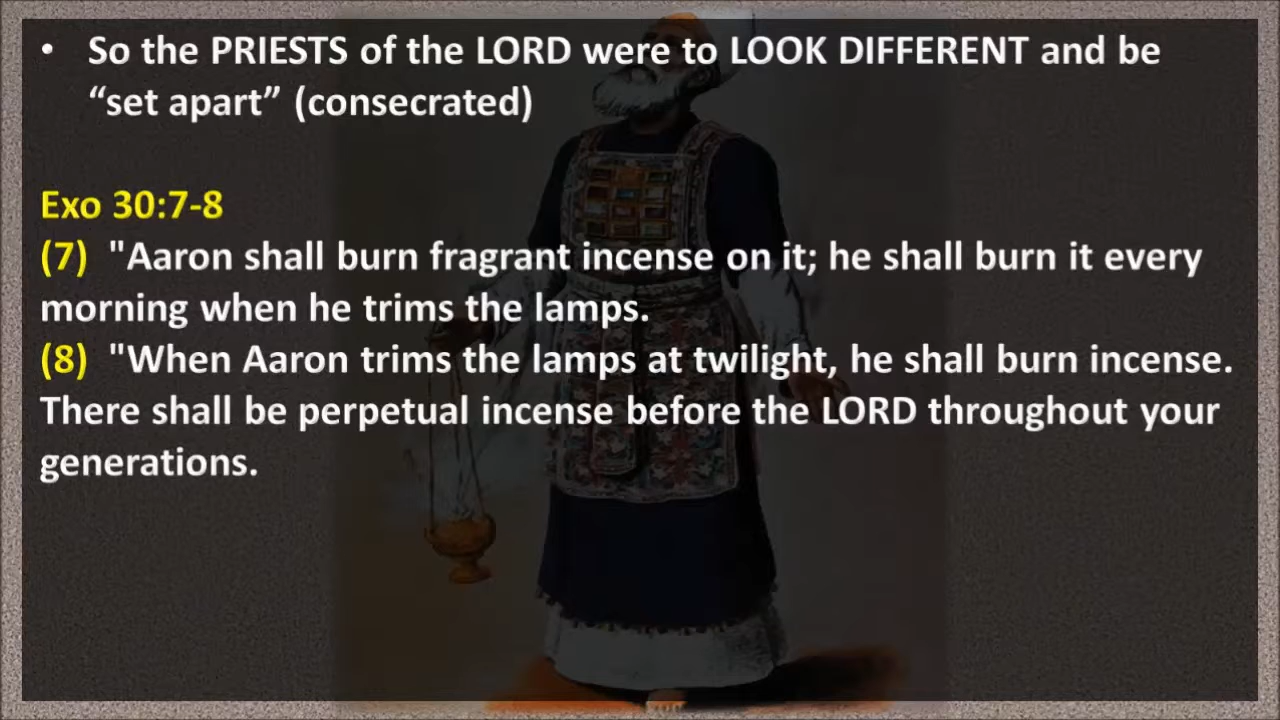 • So the PRIESTS of the LORD were to LOOK DIFFERENT and be
“set apart” (consecrated)
Exo 30:7-8
(7) "Aaron shall burn fragrant incense on it; he shall burn it every
morning when he trims the lamps.
(8) "When Aaron trims the lamps at twilight, he shall burn incense.
There shall be perpetual incense before the LORD throughout your
generations.